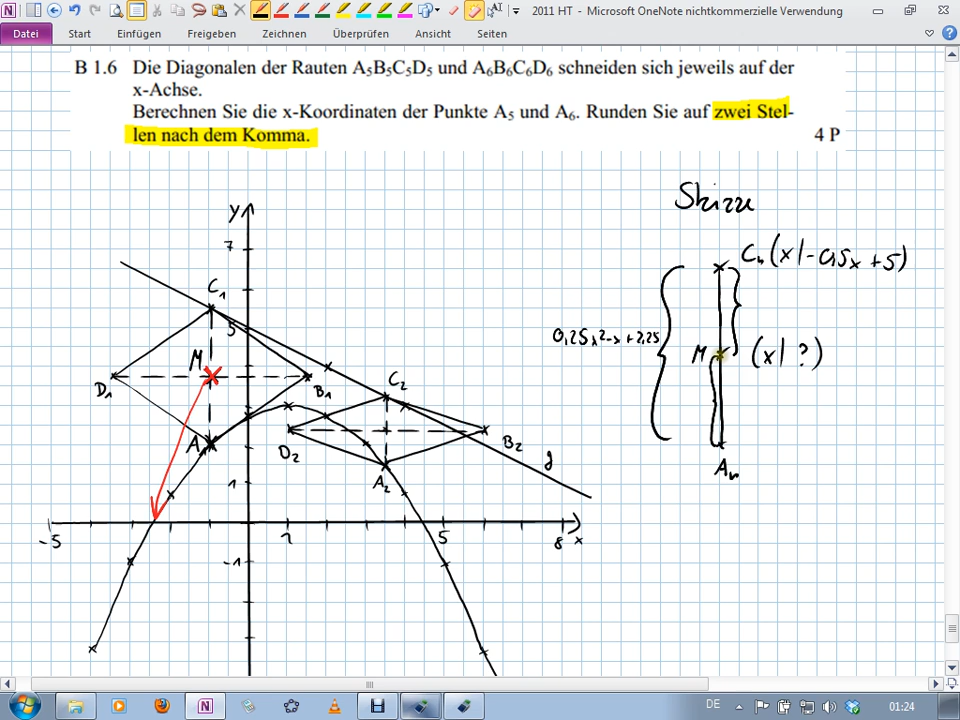 2011 HT - Microsoft OneNote nichtkommerzielle Verwendung
Datei Start Einfügen Freigeben Zeichnen Überprüfen Ansicht Seiten
B 1.6 Die Diagonalen der Rauten A₅B₅C₅D₅ und A₆B₆C₆D₆ schneiden sich jeweils auf der
x-Achse.
Berechnen Sie die x-Koordinaten der Punkte A₅ und A₆. Runden Sie auf zwei Stel-
len nach dem Komma.
4 P
Skizze
y
7
C₁
5
M
D₁
B₁
A₁
C₂
D₂
B₂
A₂
g
1
-5
1
5
8
x
-1
Cₙ (x|-0,5x+5)
0,25x²-x+2,25
M (x|?)
Aₙ
DE
01:24